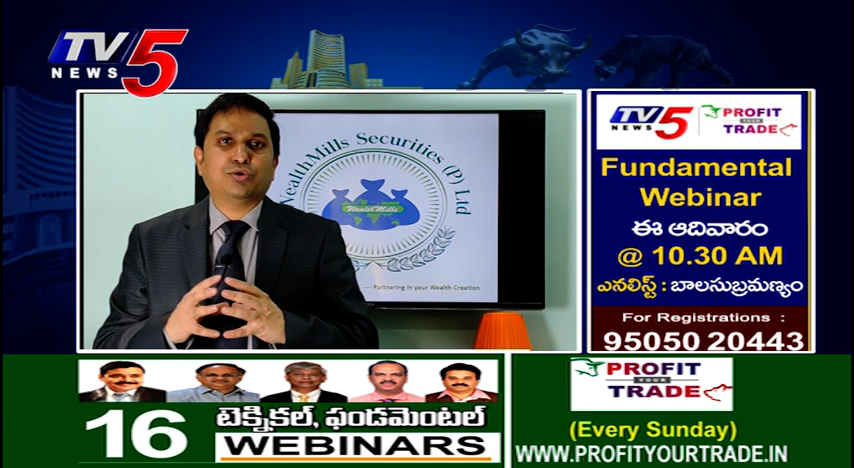 TV5
NEWS
WealthMills Securities (P) Ltd
WealthMills
--- Partnering in your Wealth Creation
TV5
NEWS
PROFIT
YOUR
TRADE
Fundamental
Webinar
ఈ ఆదివారం
@ 10.30 AM
ఎనలిస్ట్ : బాలసుబ్రమణ్యం
For Registrations :
95050 20443
16
టెక్నికల్, ఫండమెంటల్
WEBINARS
PROFIT
YOUR
TRADE
(Every Sunday)
WWW.PROFITYOURTRADE.IN